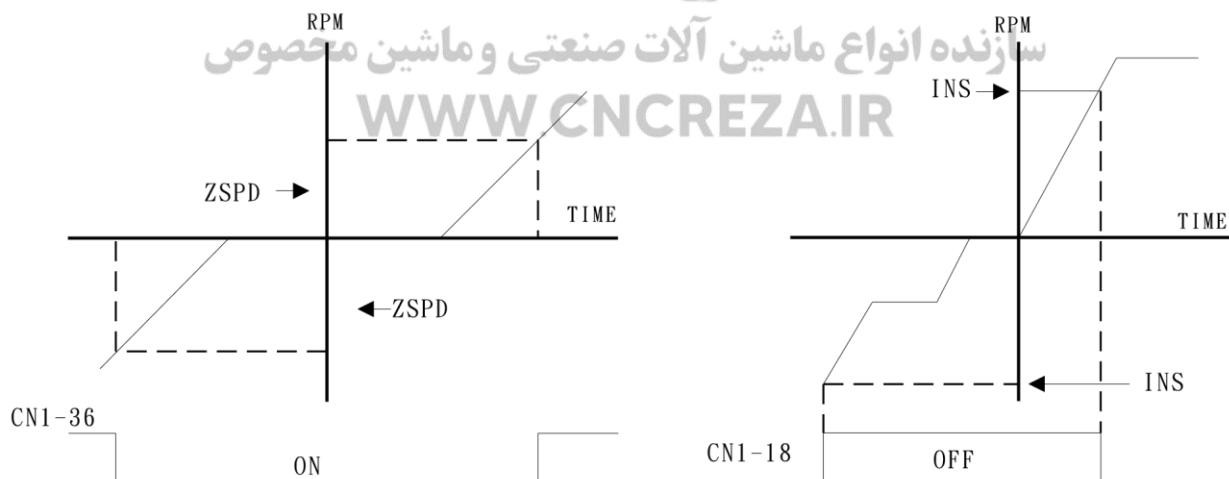 RPM
سازنده انواع ماشین آلات صنعتی و ماشین مخصوص
RPM
INS
WWW.CNCREZA.IR
ZSPD
TIME
TIME
ZSPD
INS
CN1-36
CN1-18
ON
OFF